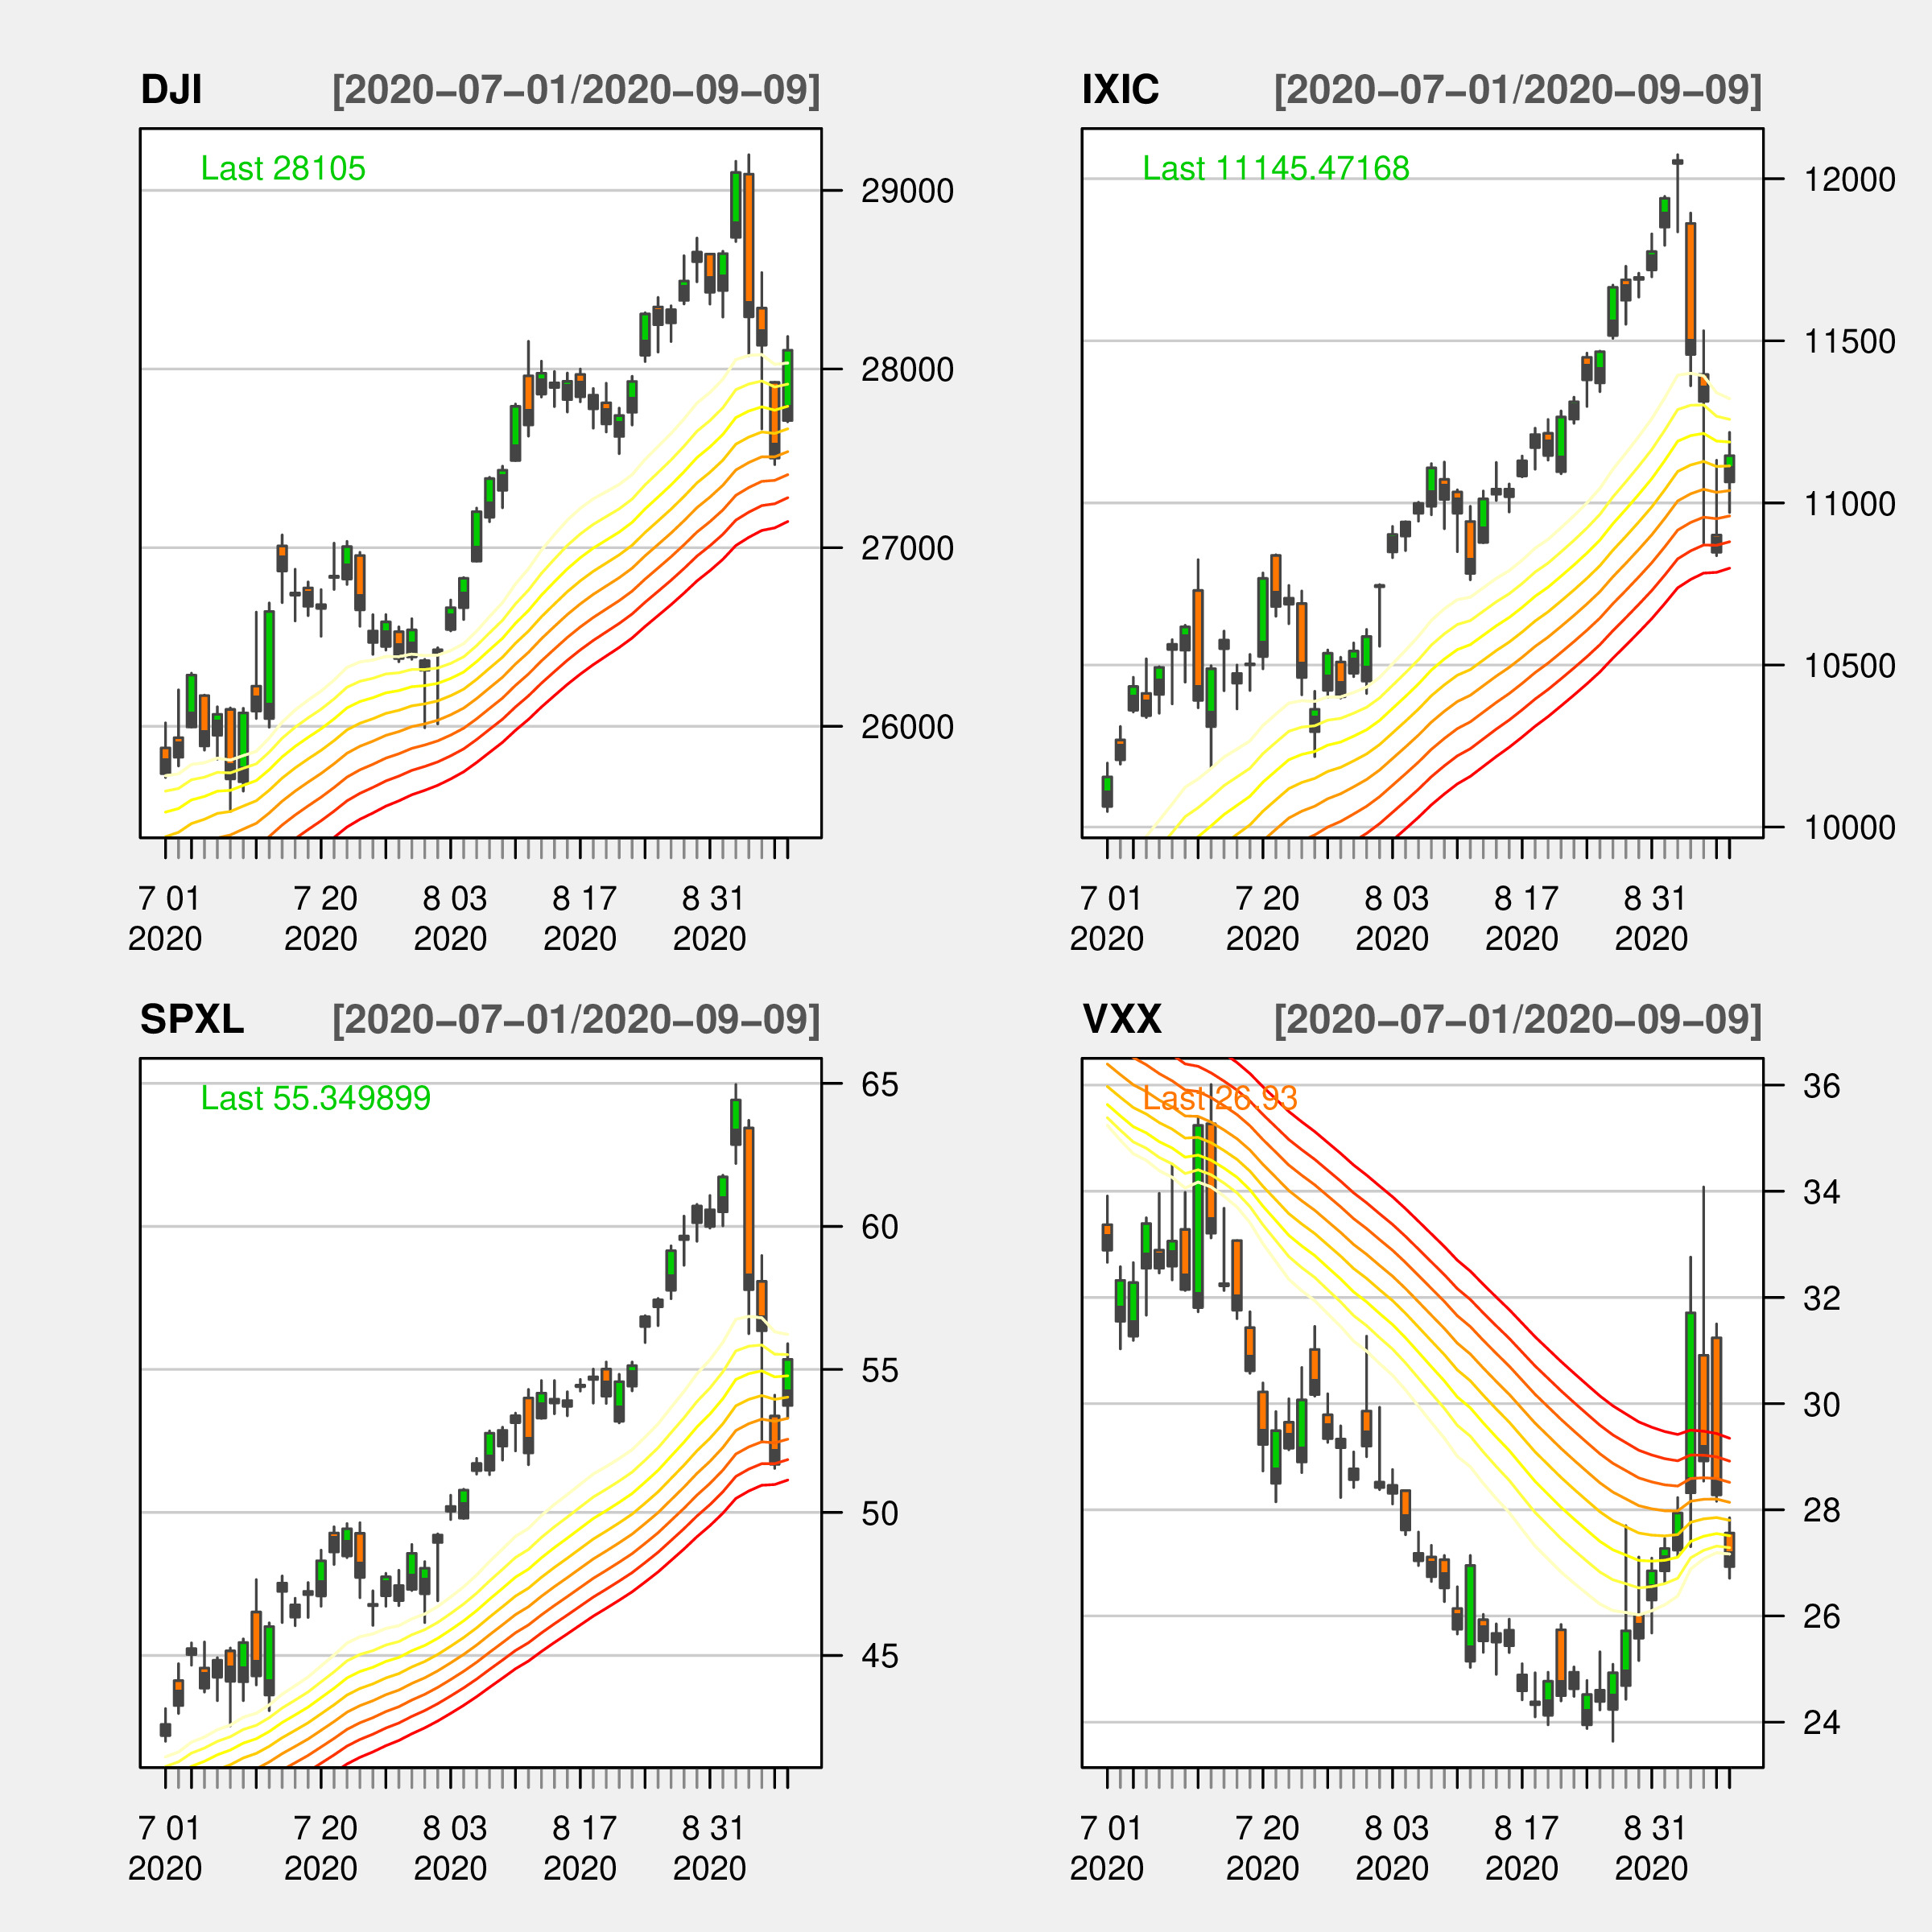 DJI [2020−07−01/2020−09−09]
Last 28105
29000
28000
27000
26000
7 01 7 20 8 03 8 17 8 31
2020 2020 2020 2020 2020
IXIC [2020−07−01/2020−09−09]
Last 11145.47168
12000
11500
11000
10500
10000
7 01 7 20 8 03 8 17 8 31
2020 2020 2020 2020 2020
SPXL [2020−07−01/2020−09−09]
Last 55.349899
65
60
55
50
45
7 01 7 20 8 03 8 17 8 31
2020 2020 2020 2020 2020
VXX [2020−07−01/2020−09−09]
Last 26.93
36
34
32
30
28
26
24
7 01 7 20 8 03 8 17 8 31
2020 2020 2020 2020 2020